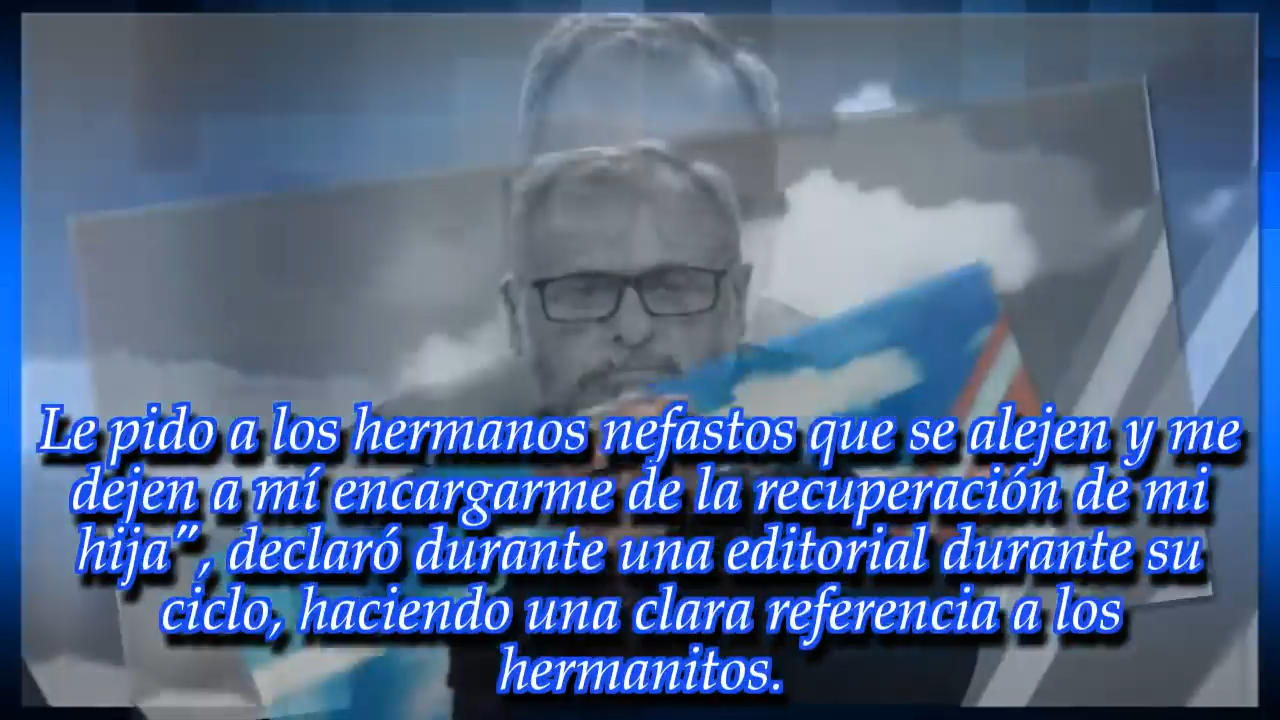 Le pido a los hermanos nefastos que se alejen y me
dejen a mí encargarme de la recuperación de mi
hija”, declaró durante una editorial durante su
ciclo, haciendo una clara referencia a los
hermanitos.